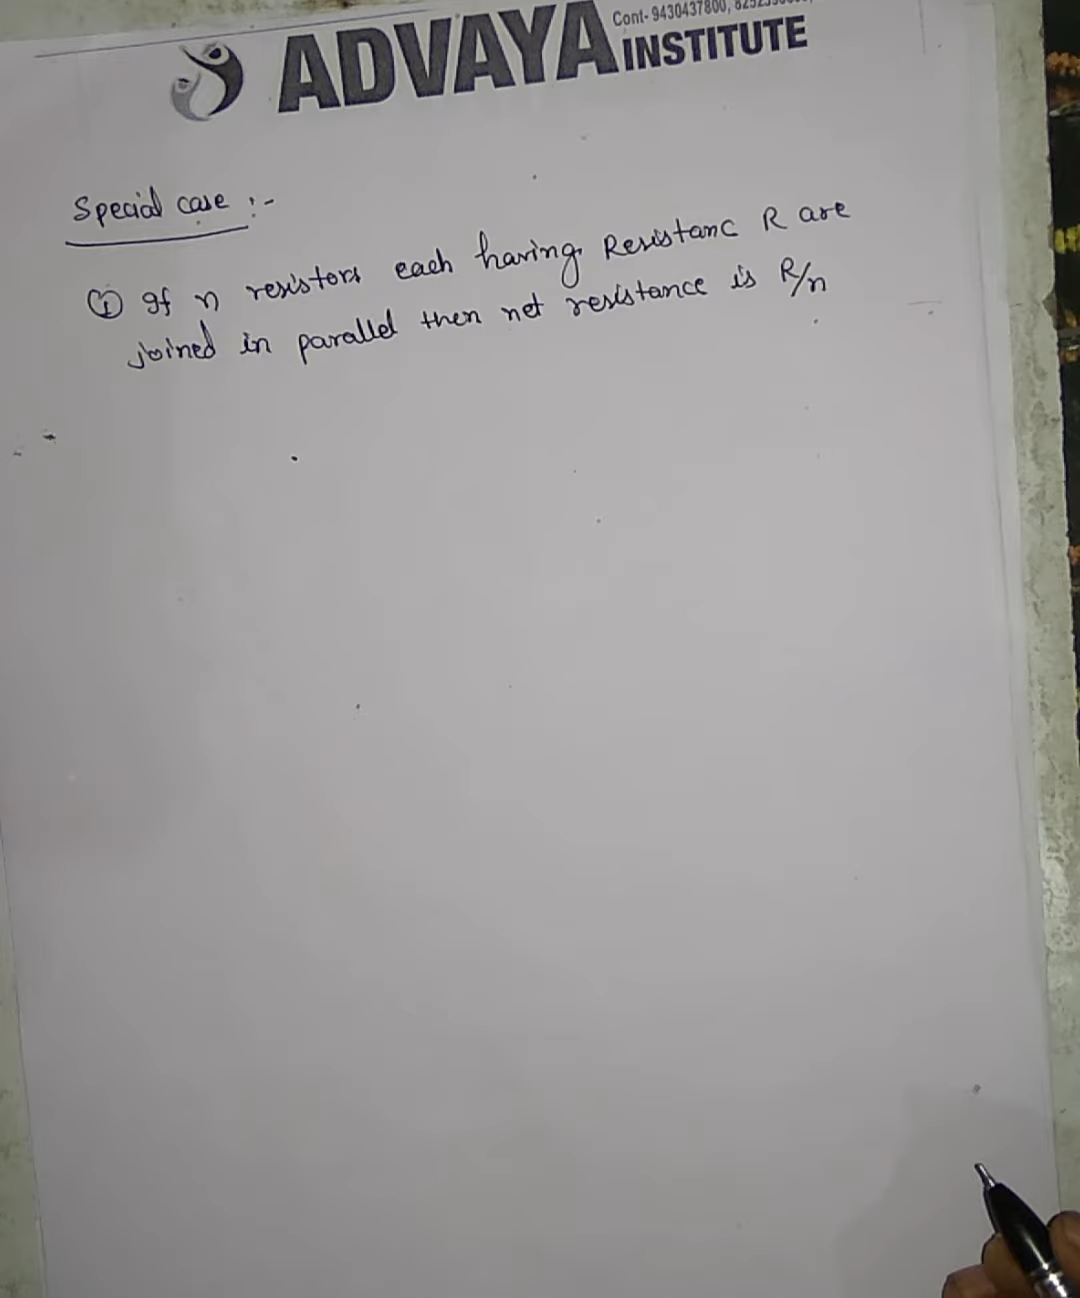 Cont- 9430437800,
ADVAYA INSTITUTE
Special case :-
① If n resistors each having Resistanc R are
joined in parallel then net resistance is R/n